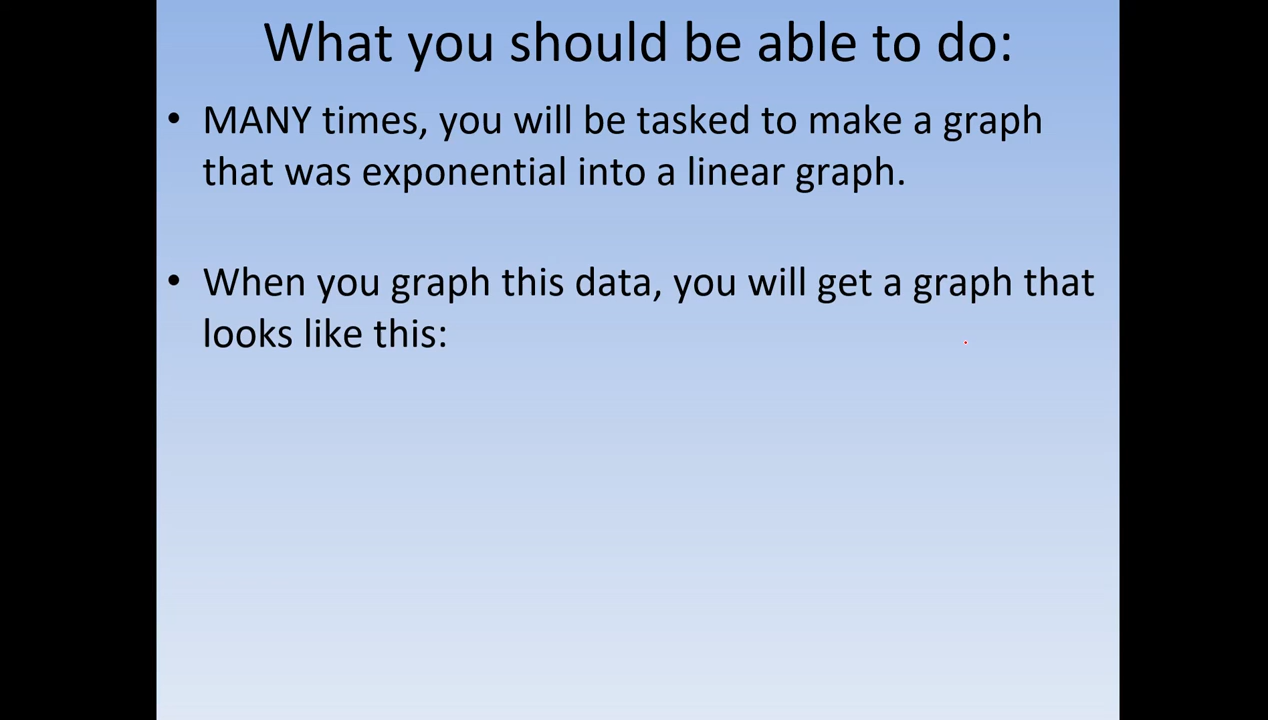 What you should be able to do:
• MANY times, you will be tasked to make a graph
that was exponential into a linear graph.
• When you graph this data, you will get a graph that
looks like this: